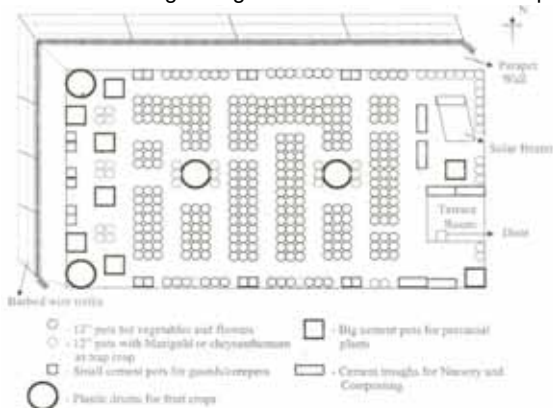 N
Parapet
Wall
Solar Heater
Terrace
Room
Door
Barbed wire trellis
- 12" pots for vegetables and flowers
- 12" pots with Marigold or chrysanthemum
as trap crop
- Small cement pots for gourds/creepers
- Plastic drums for fruit crops
- Big cement pots for perennial
plants
- Cement troughs for Nursery and
Composting